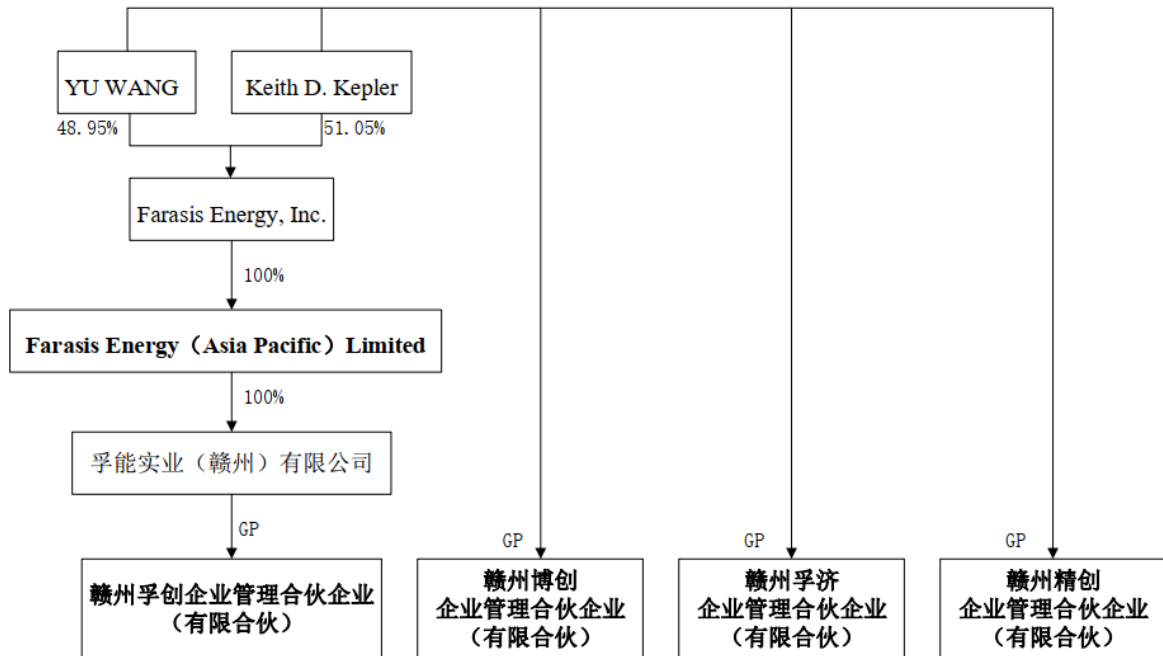 YU WANG
Keith D. Kepler
48.95%
51.05%
Farasis Energy, Inc.
100%
Farasis Energy（Asia Pacific）Limited
100%
孚能实业（赣州）有限公司
GP
GP
GP
GP
赣州孚创企业管理合伙企业
（有限合伙）
赣州博创
企业管理合伙企业
（有限合伙）
赣州孚济
企业管理合伙企业
（有限合伙）
赣州精创
企业管理合伙企业
（有限合伙）